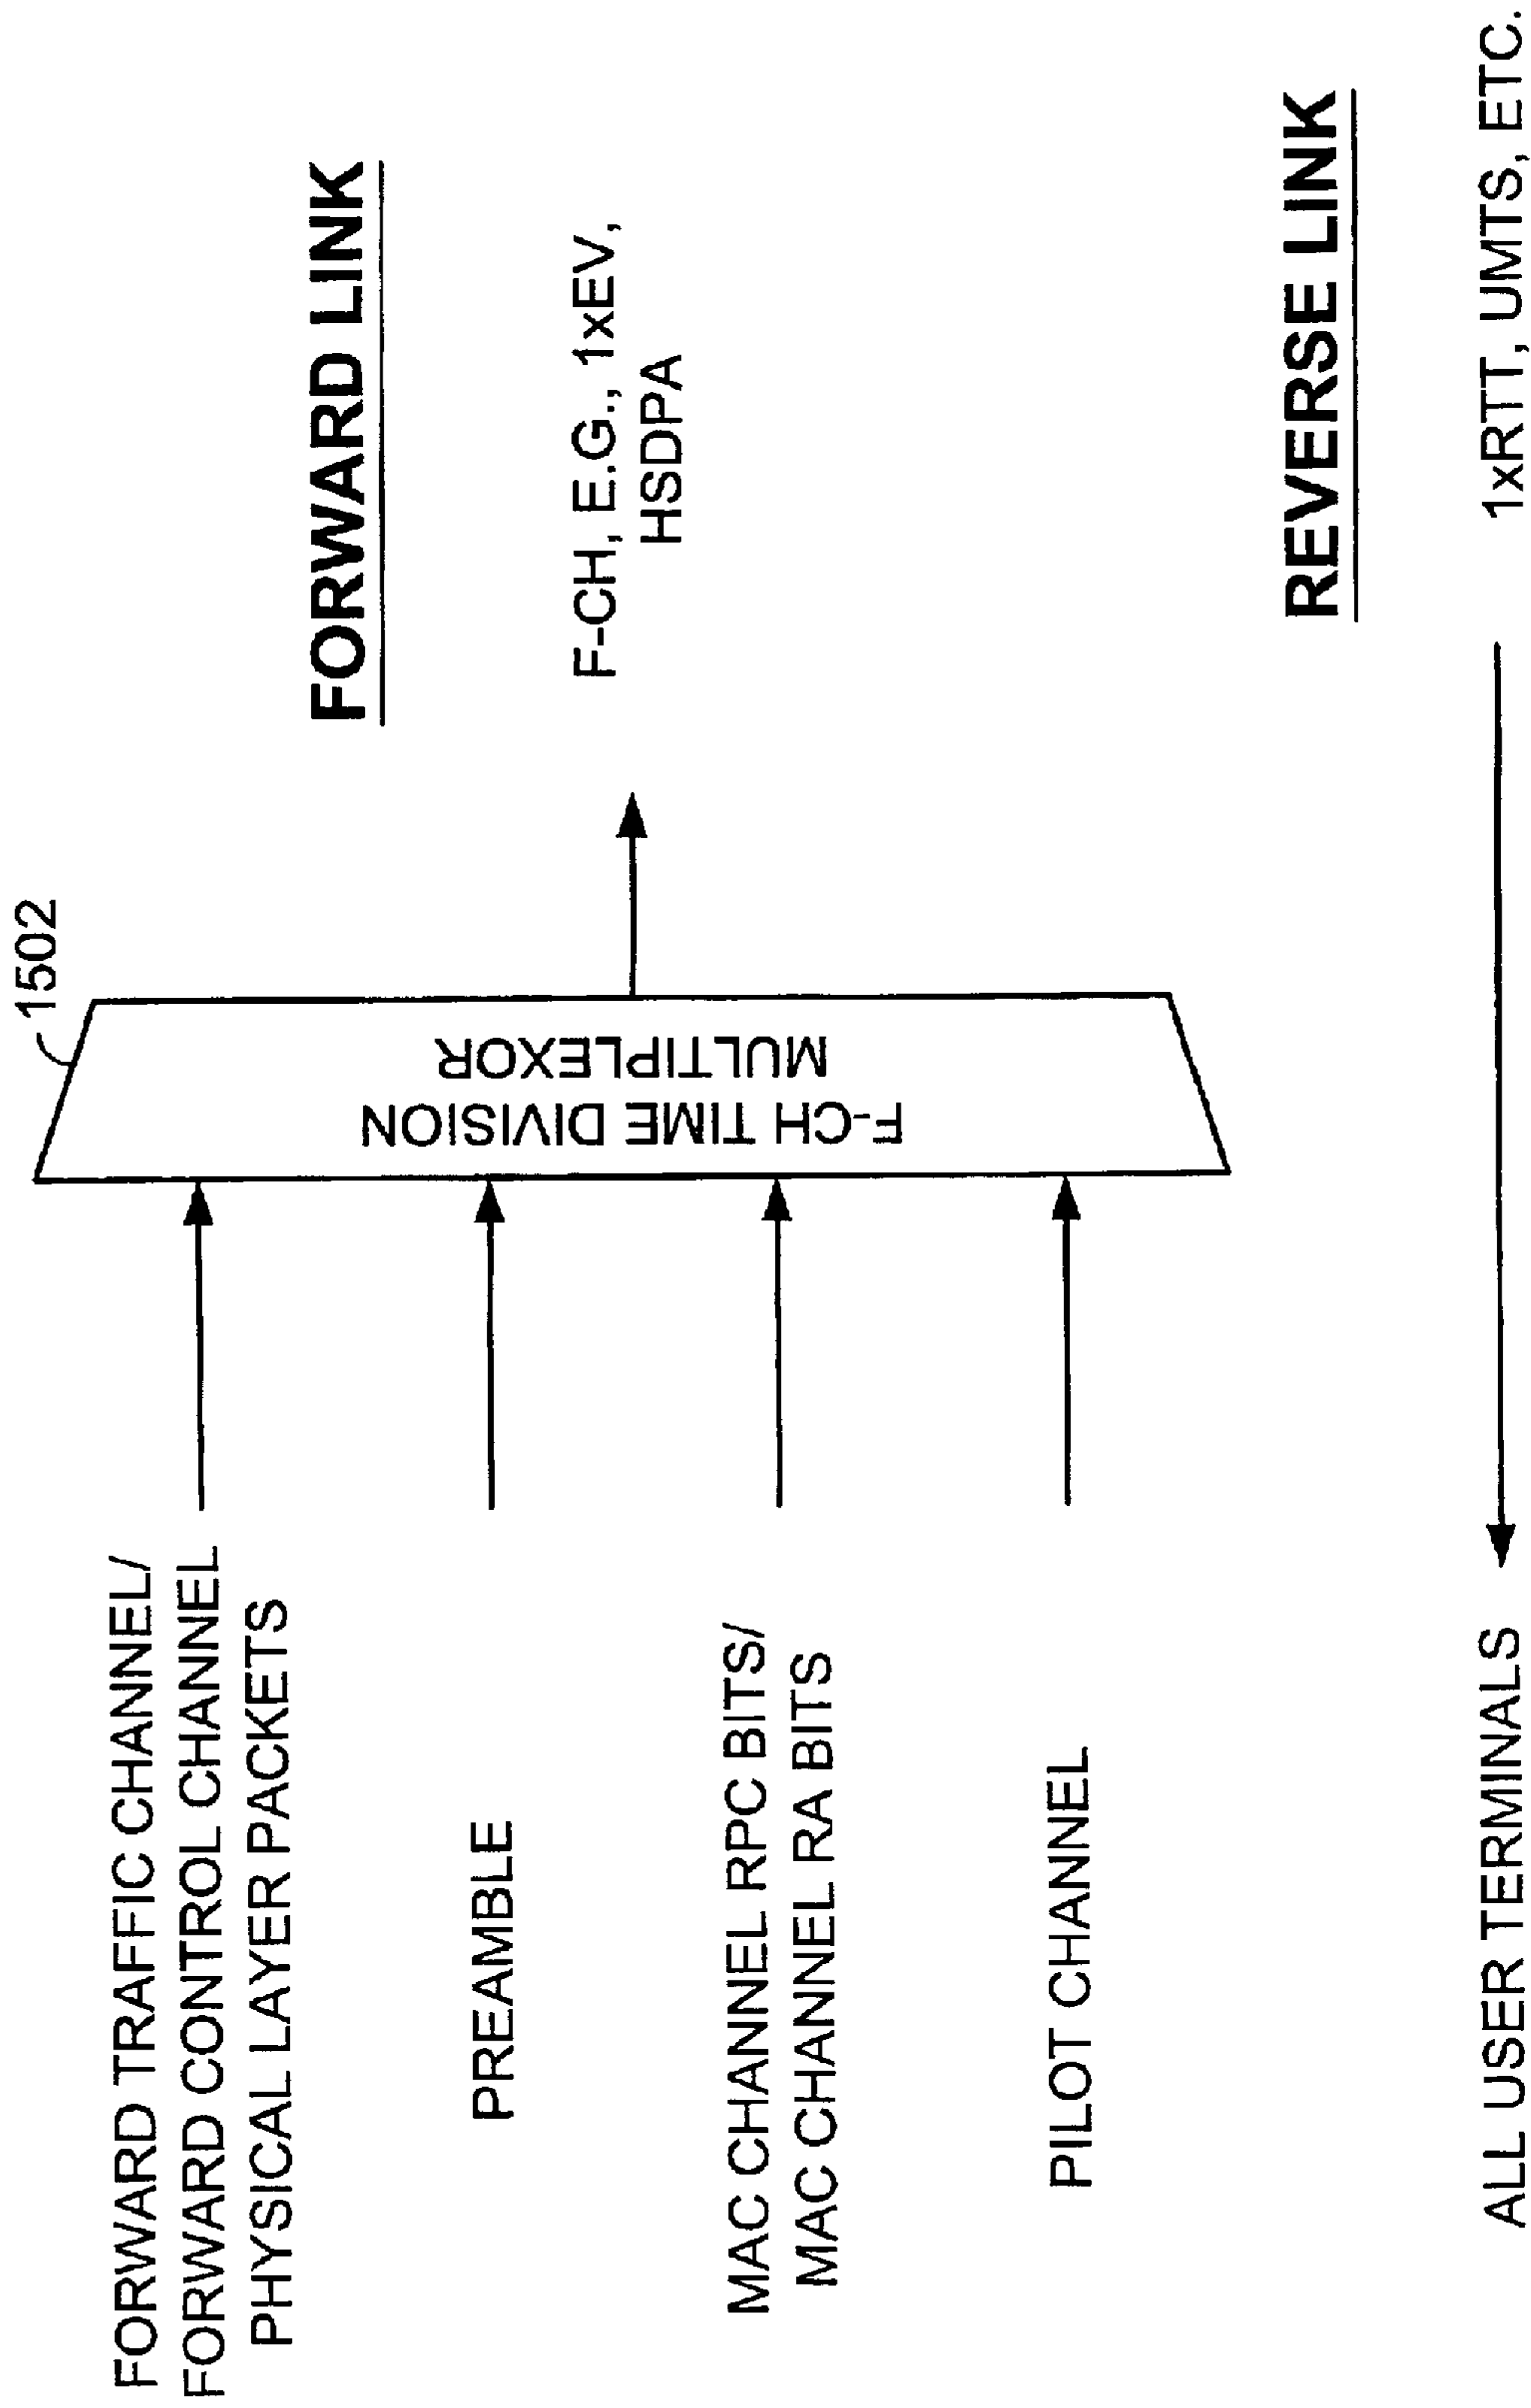 1502
FORWARD TRAFFIC CHANNEL/
FORWARD CONTROL CHANNEL
PHYSICAL LAYER PACKETS
PREAMBLE
MAC CHANNEL RPC BITS/
MAC CHANNEL RA BITS
PILOT CHANNEL
F-CH TIME DIVISION
MULTIPLEXOR
FORWARD LINK
F-CH, E.G., 1xEV,
HSDPA
REVERSE LINK
ALL USER TERMINALS
1xRTT, UMTS, ETC.